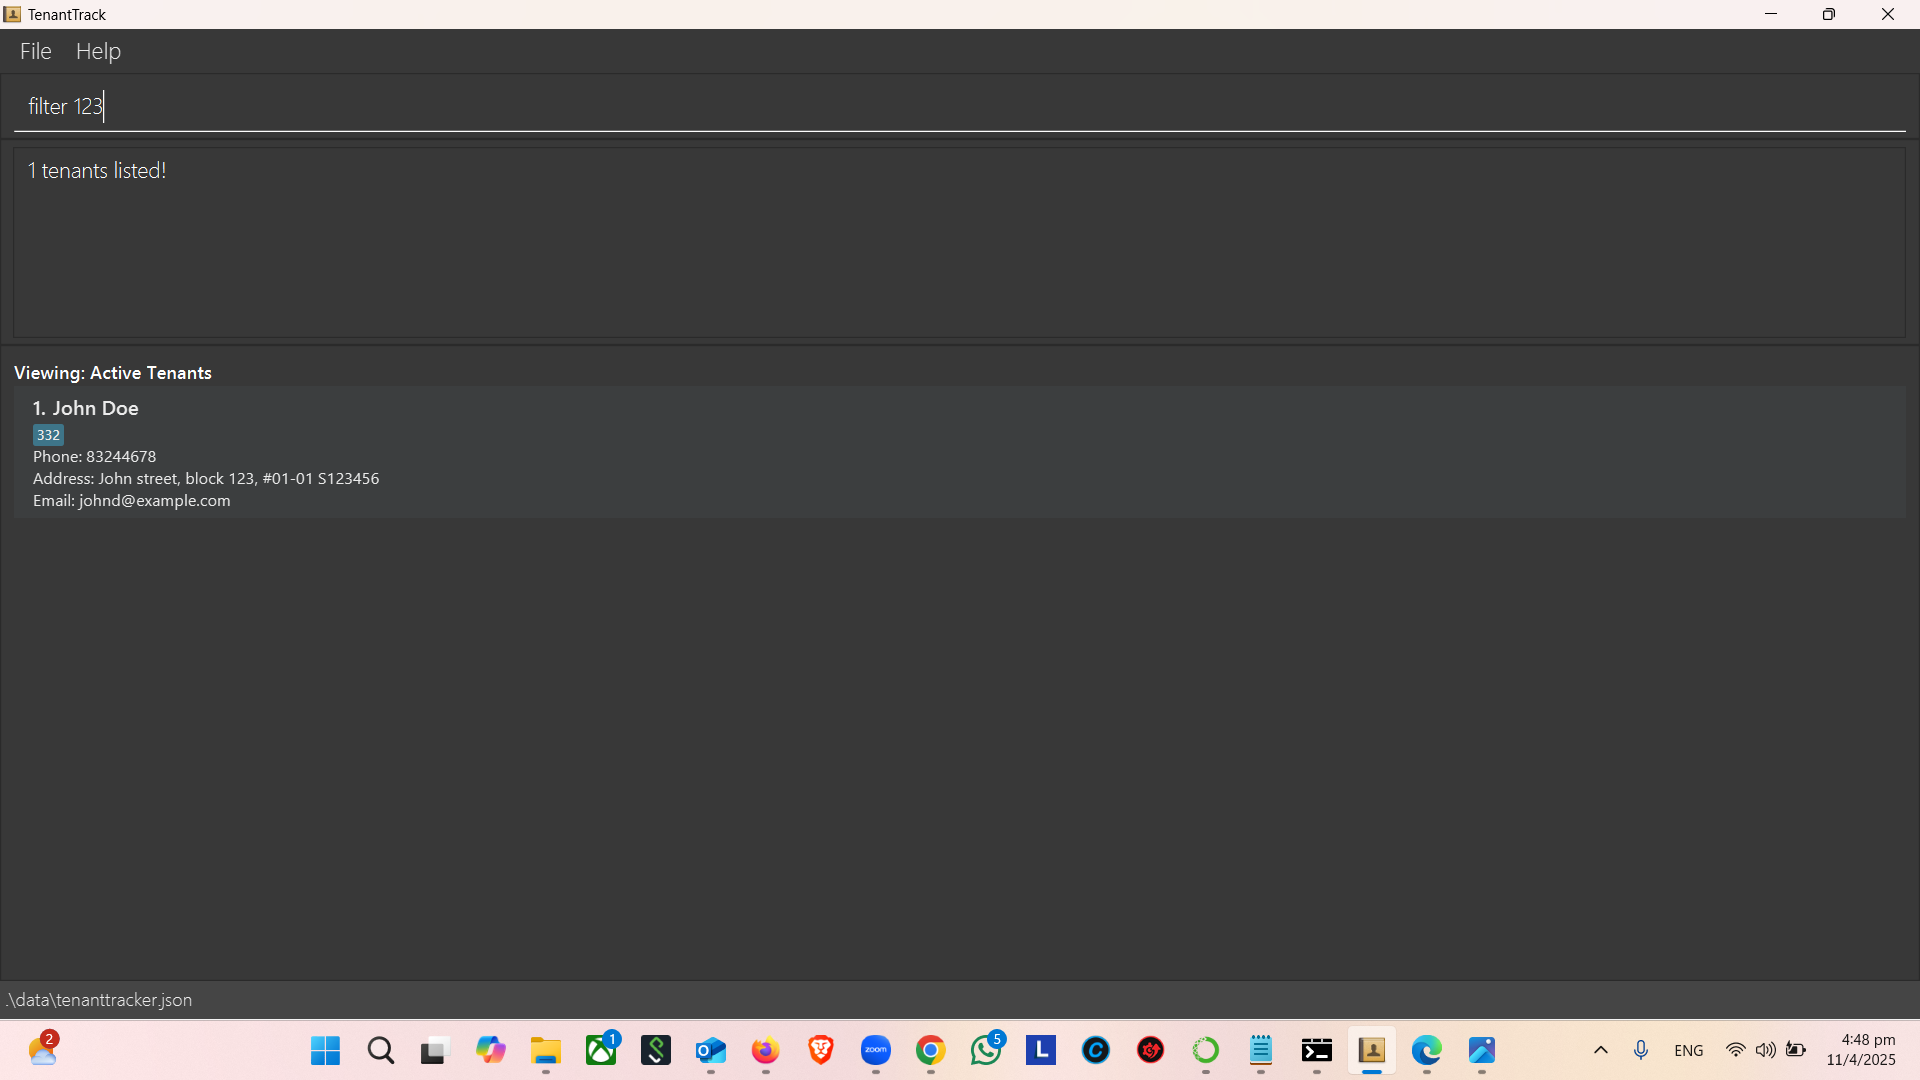 TenantTrack
File Help
filter 123
1 tenants listed!
Viewing: Active Tenants
1. John Doe
332
Phone: 83244678
Address: John street, block 123, #01-01 S123456
Email: johnd@example.com
.\data\tenanttracker.json
2
1
zoom
5
L
ENG
4:48 pm
11/4/2025